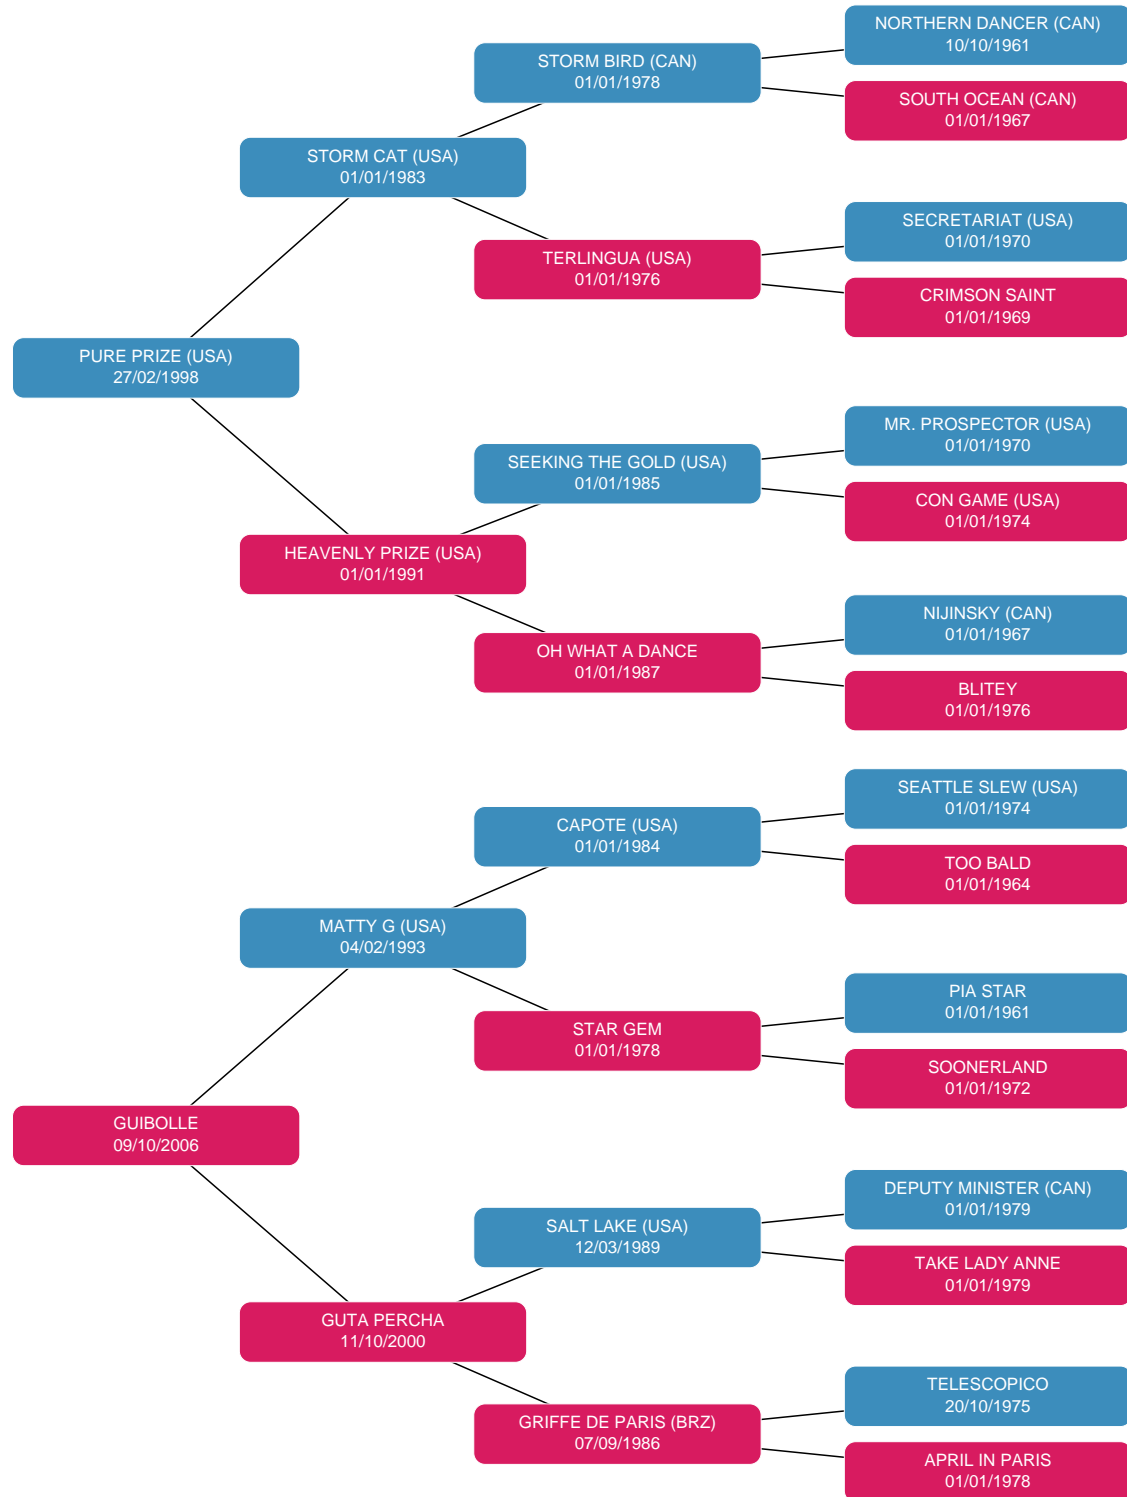 NORTHERN DANCER (CAN)
10/10/1961
STORM BIRD (CAN)
01/01/1978
SOUTH OCEAN (CAN)
01/01/1967
STORM CAT (USA)
01/01/1983
SECRETARIAT (USA)
01/01/1970
TERLINGUA (USA)
01/01/1976
CRIMSON SAINT
01/01/1969
PURE PRIZE (USA)
27/02/1998
MR. PROSPECTOR (USA)
01/01/1970
SEEKING THE GOLD (USA)
01/01/1985
CON GAME (USA)
01/01/1974
HEAVENLY PRIZE (USA)
01/01/1991
NIJINSKY (CAN)
01/01/1967
OH WHAT A DANCE
01/01/1987
BLITEY
01/01/1976
SEATTLE SLEW (USA)
01/01/1974
CAPOTE (USA)
01/01/1984
TOO BALD
01/01/1964
MATTY G (USA)
04/02/1993
PIA STAR
01/01/1961
STAR GEM
01/01/1978
SOONERLAND
01/01/1972
GUIBOLLE
09/10/2006
DEPUTY MINISTER (CAN)
01/01/1979
SALT LAKE (USA)
12/03/1989
TAKE LADY ANNE
01/01/1979
GUTA PERCHA
11/10/2000
TELESCOPICO
20/10/1975
GRIFFE DE PARIS (BRZ)
07/09/1986
APRIL IN PARIS
01/01/1978